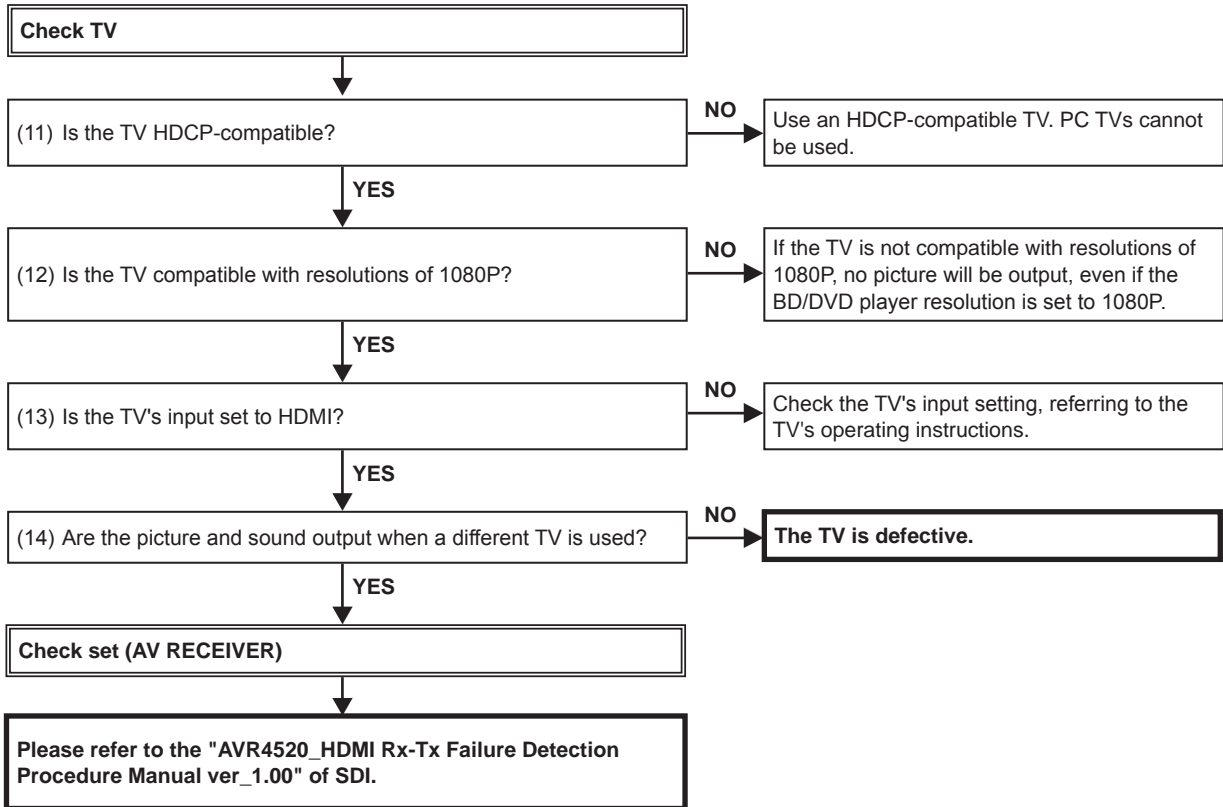 Check TV
(11) Is the TV HDCP-compatible?
NO
Use an HDCP-compatible TV. PC TVs cannot
be used.
YES
(12) Is the TV compatible with resolutions of 1080P?
NO
If the TV is not compatible with resolutions of
1080P, no picture will be output, even if the
BD/DVD player resolution is set to 1080P.
YES
(13) Is the TV's input set to HDMI?
NO
Check the TV's input setting, referring to the
TV's operating instructions.
YES
(14) Are the picture and sound output when a different TV is used?
NO
The TV is defective.
YES
Check set (AV RECEIVER)
Please refer to the "AVR4520_HDMI Rx-Tx Failure Detection
Procedure Manual ver_1.00" of SDI.